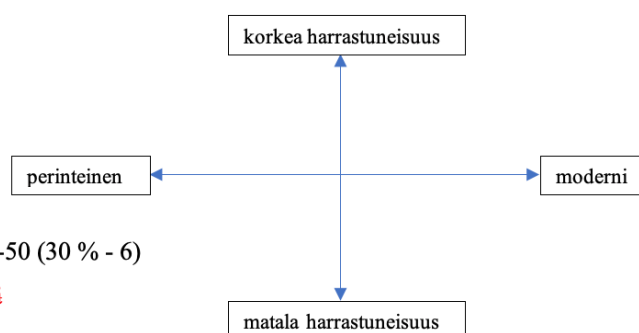 korkea harrastuneisuus
perinteinen
moderni
-50 (30 % - 6)
matala harrastuneisuus